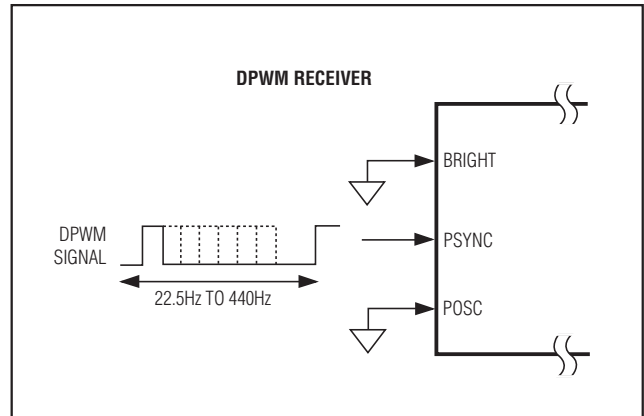 DPWM RECEIVER
BRIGHT
DPWM
SIGNAL
PSYNC
22.5Hz TO 440Hz
POSC